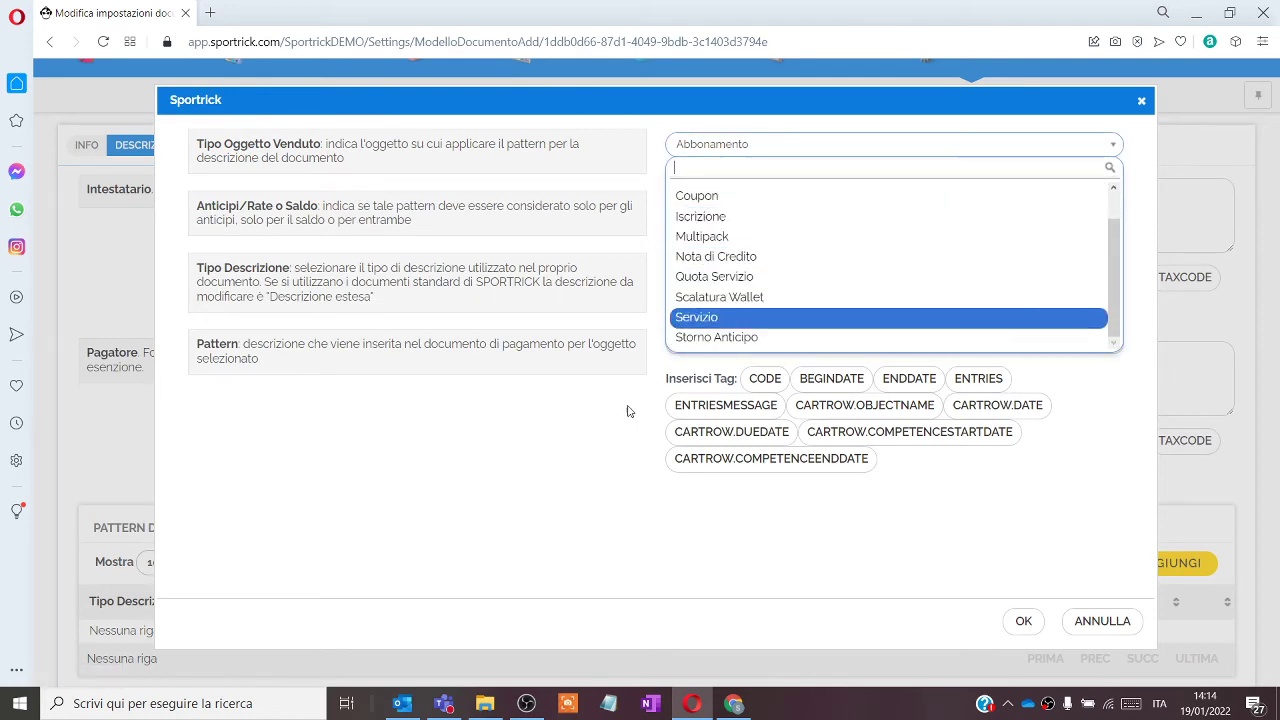 Modifica impostazioni doc
app.sportrick.com/SportrickDEMO/Settings/ModelloDocumentoAdd/1ddb0d66-87d1-4049-9bdb-3c1403d3794e
Sportrick
INFO
DESCRIZ
Intestatario.
Pagatore. Fo
esenzione.
Tipo Oggetto Venduto: indica l'oggetto su cui applicare il pattern per la
descrizione del documento
Anticipi/Rate o Saldo: indica se tale pattern deve essere considerato solo per gli
anticipi, solo per il saldo o per entrambe
Tipo Descrizione: selezionare il tipo di descrizione utilizzato nel proprio
documento. Se si utilizzano i documenti standard di SPORTRICK la descrizione da
modificare è "Descrizione estesa"
Pattern: descrizione che viene inserita nel documento di pagamento per l'oggetto
selezionato
Abbonamento
Coupon
Iscrizione
Multipack
Nota di Credito
Quota Servizio
Scalatura Wallet
Servizio
Storno Anticipo
Inserisci Tag: CODE BEGINDATE ENDDATE ENTRIES
ENTRIESMESSAGE CARTROW.OBJECTNAME CARTROW.DATE
CARTROW.DUEDATE CARTROW.COMPETENCESTARTDATE
CARTROW.COMPETENCEENDDATE
TAXCODE
TAXCODE
PATTERN D
Mostra 10
GIUNGI
Tipo Descriz
Nessuna rig
Nessuna riga
PRIMA PREC SUCC ULTIMA
OK ANNULLA
Scrivi qui per eseguire la ricerca
ITA
14:14
19/01/2022
27